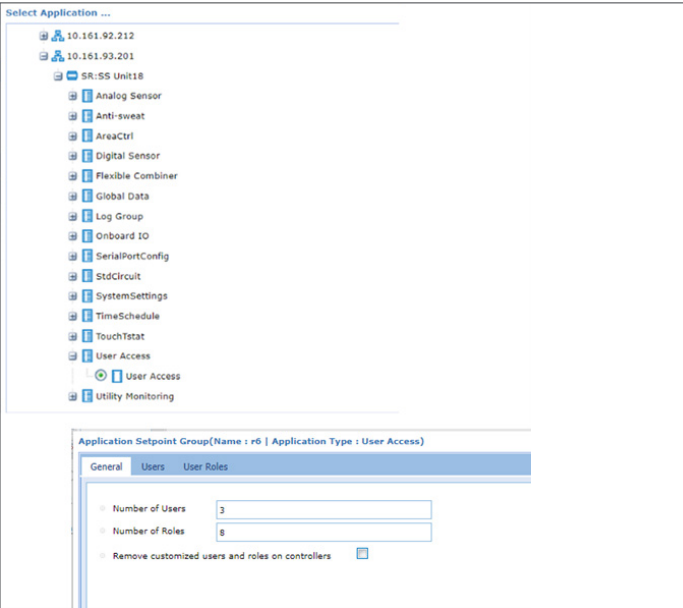 Select Application ...
10.161.92.212
10.161.93.201
SR:SS Unit18
Analog Sensor
Anti-sweat
AreaCtrl
Digital Sensor
Flexible Combiner
Global Data
Log Group
Onboard IO
SerialPortConfig
StdCircuit
SystemSettings
TimeSchedule
TouchTstat
User Access
User Access
Utility Monitoring
Application Setpoint Group(Name : r6 | Application Type : User Access)
General Users User Roles
Number of Users 3
Number of Roles 8
Remove customized users and roles on controllers